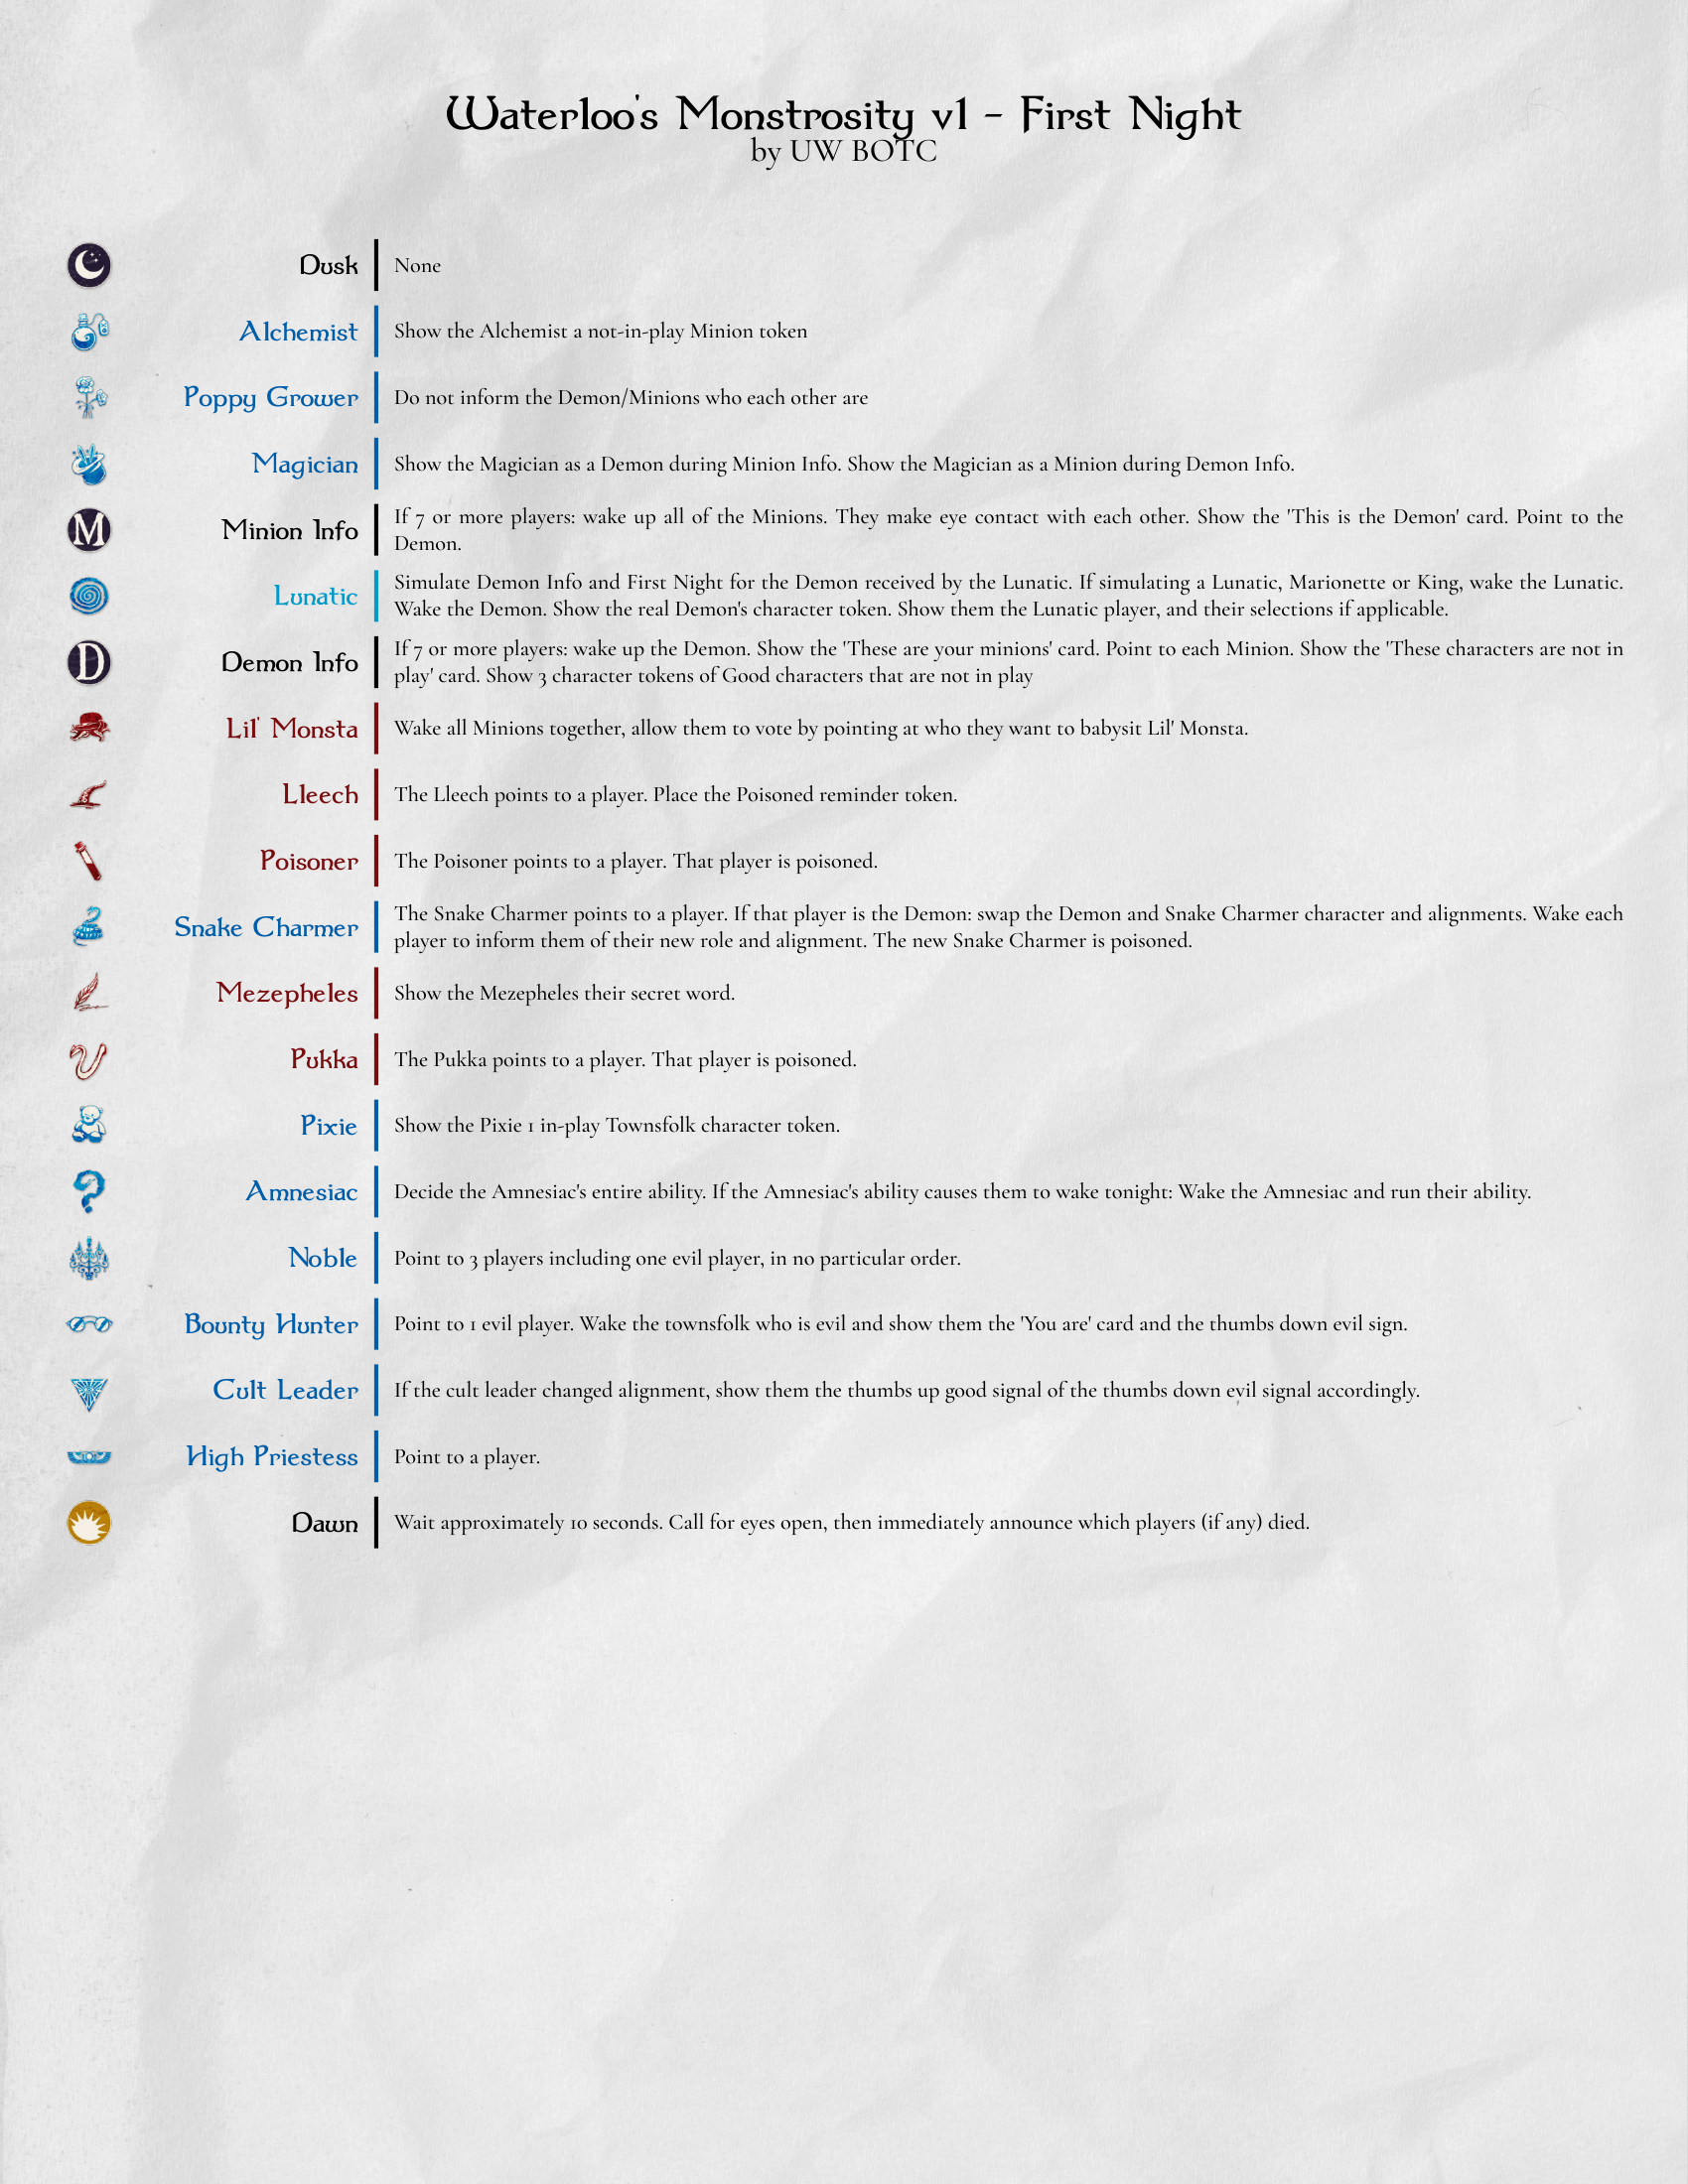 Waterloo's Monstrosity v1 - First Night
by UW BOTC
Dusk
None
Alchemist
Show the Alchemist a not-in-play Minion token
Poppy Grower
Do not inform the Demon/Minions who each other are
Magician
Show the Magician as a Demon during Minion Info. Show the Magician as a Minion during Demon Info.
M
Minion Info
If 7 or more players: wake up all of the Minions. They make eye contact with each other. Show the 'This is the Demon' card. Point to the
Demon.
Lunatic
Simulate Demon Info and First Night for the Demon received by the Lunatic. If simulating a Lunatic, Marionette or King, wake the Lunatic.
Wake the Demon. Show the real Demon's character token. Show them the Lunatic player, and their selections if applicable.
D
Demon Info
If 7 or more players: wake up the Demon. Show the 'These are your minions' card. Point to each Minion. Show the 'These characters are not in
play' card. Show 3 character tokens of Good characters that are not in play
Lil' Monsta
Wake all Minions together, allow them to vote by pointing at who they want to babysit Lil' Monsta.
Lleech
The Lleech points to a player. Place the Poisoned reminder token.
Poisoner
The Poisoner points to a player. That player is poisoned.
Snake Charmer
The Snake Charmer points to a player. If that player is the Demon: swap the Demon and Snake Charmer character and alignments. Wake each
player to inform them of their new role and alignment. The new Snake Charmer is poisoned.
Mezepheles
Show the Mezepheles their secret word.
Pukka
The Pukka points to a player. That player is poisoned.
Pixie
Show the Pixie 1 in-play Townsfolk character token.
Amnesiac
Decide the Amnesiac's entire ability. If the Amnesiac's ability causes them to wake tonight: Wake the Amnesiac and run their ability.
Noble
Point to 3 players including one evil player, in no particular order.
Bounty Hunter
Point to 1 evil player. Wake the townsfolk who is evil and show them the 'You are' card and the thumbs down evil sign.
Cult Leader
If the cult leader changed alignment, show them the thumbs up good signal of the thumbs down evil signal accordingly.
High Priestess
Point to a player.
Dawn
Wait approximately 10 seconds. Call for eyes open, then immediately announce which players (if any) died.